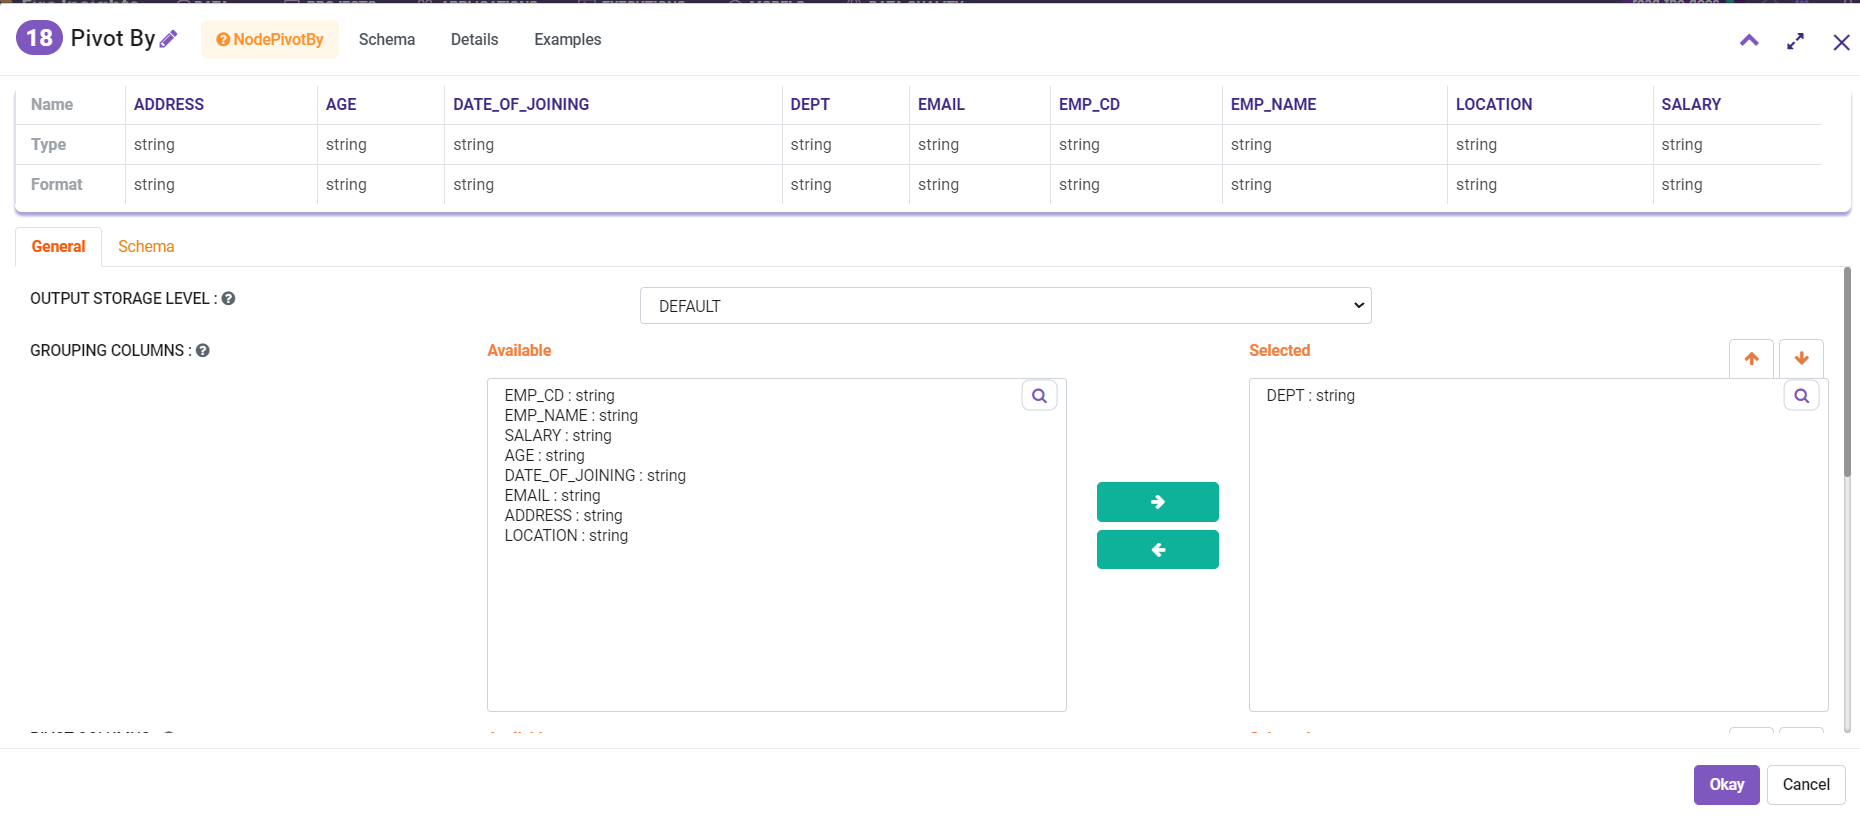 18 Pivot By NodePivotBy Schema Details Examples
Name ADDRESS AGE DATE_OF_JOINING DEPT EMAIL EMP_CD EMP_NAME LOCATION SALARY
Type string string string string string string string string string
Format string string string string string string string string string
General Schema
OUTPUT STORAGE LEVEL : DEFAULT
GROUPING COLUMNS : Available Selected
EMP_CD : string DEPT : string
EMP_NAME : string
SALARY : string
AGE : string
DATE_OF_JOINING : string
EMAIL : string
ADDRESS : string
LOCATION : string
Okay Cancel